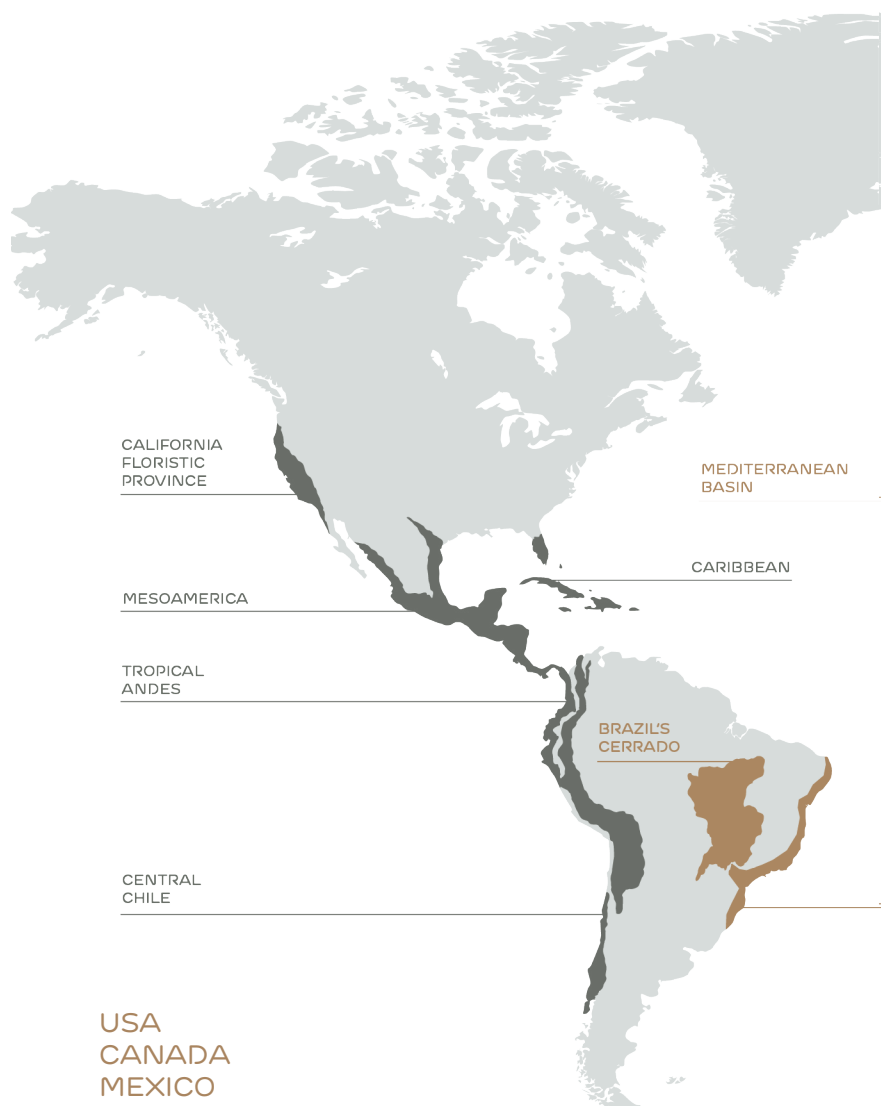 CALIFORNIA
FLORISTIC
PROVINCE
MEDITERRANEAN
BASIN
CARIBBEAN
MESOAMERICA
TROPICAL
ANDES
BRAZIL'S
CERRADO
CENTRAL
CHILE
USA
CANADA
MEXICO